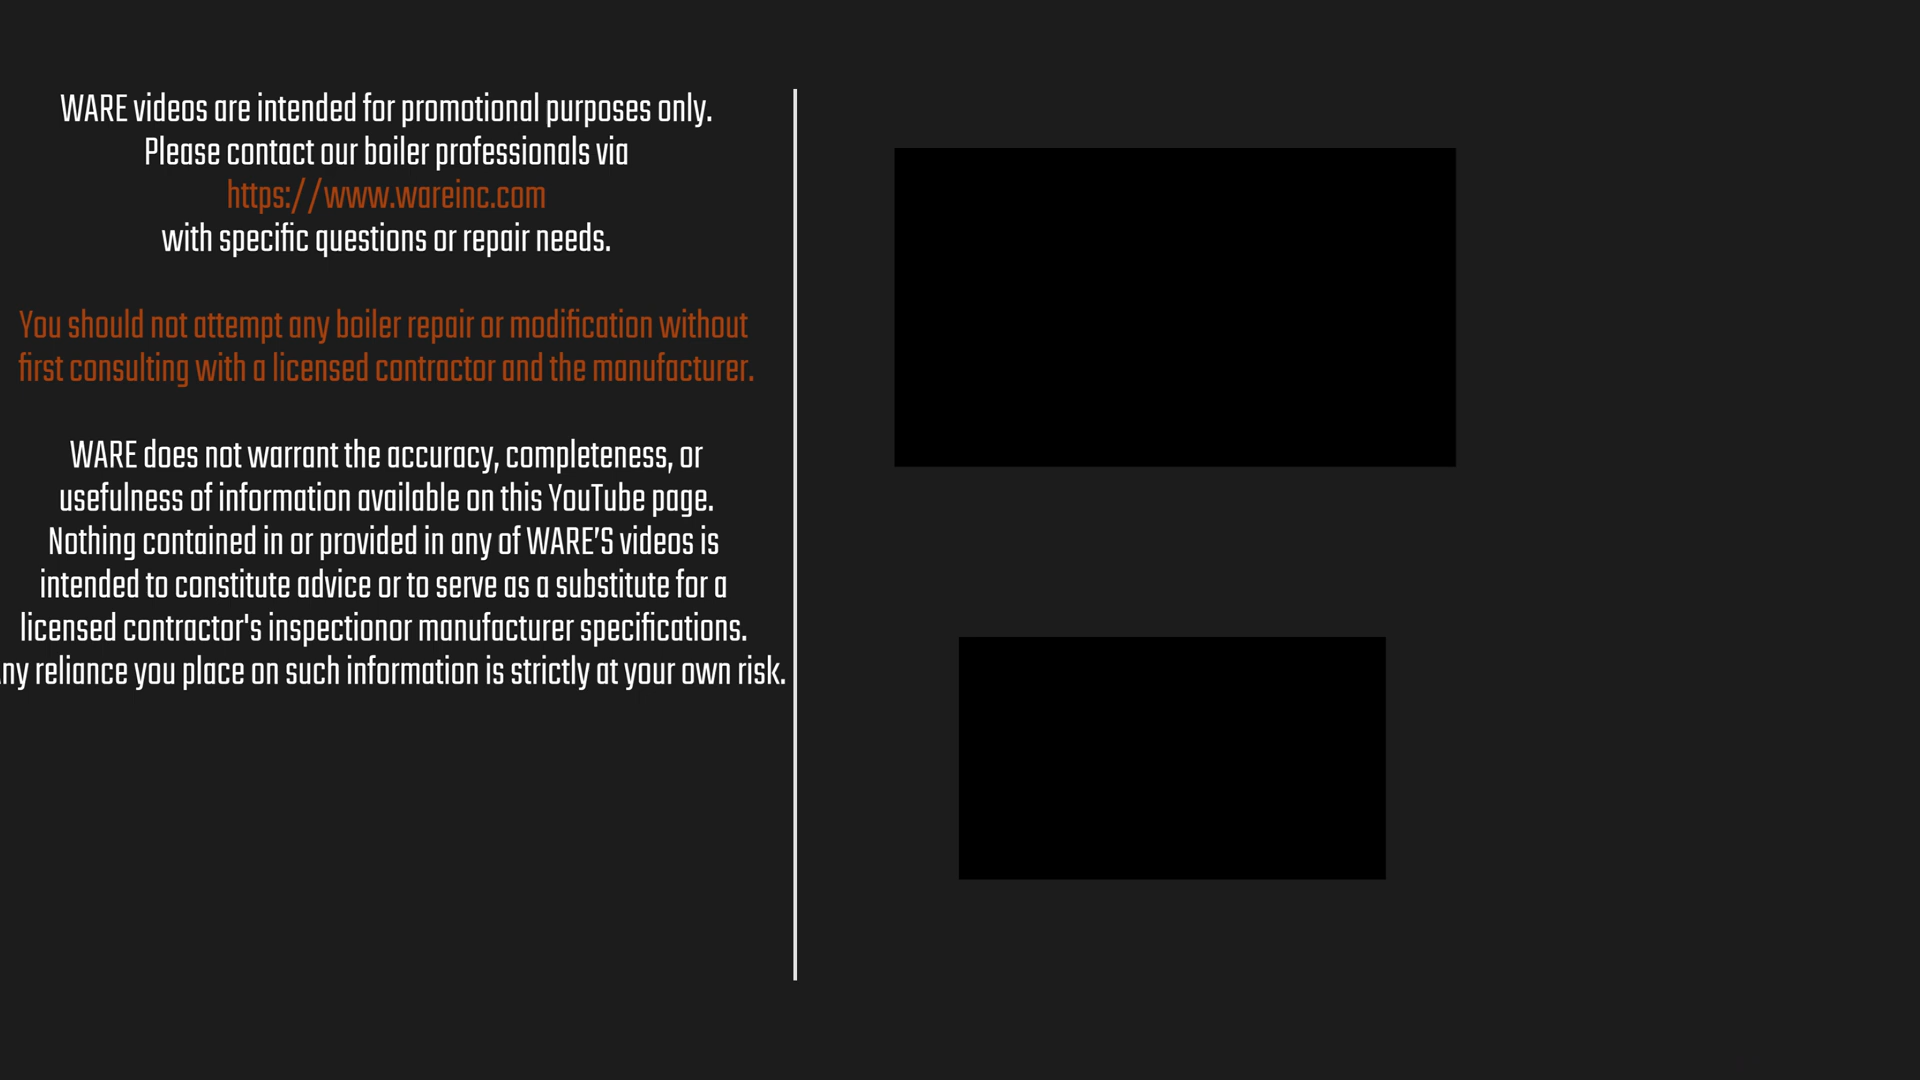 WARE videos are intended for promotional purposes only.
Please contact our boiler professionals via
https://www.wareinc.com
with specific questions or repair needs.
You should not attempt any boiler repair or modification without
first consulting with a licensed contractor and the manufacturer.
WARE does not warrant the accuracy, completeness, or
usefulness of information available on this YouTube page.
Nothing contained in or provided in any of WARE'S videos is
intended to constitute advice or to serve as a substitute for a
licensed contractor's inspectionor manufacturer specifications.
ny reliance you place on such information is strictly at your own risk.